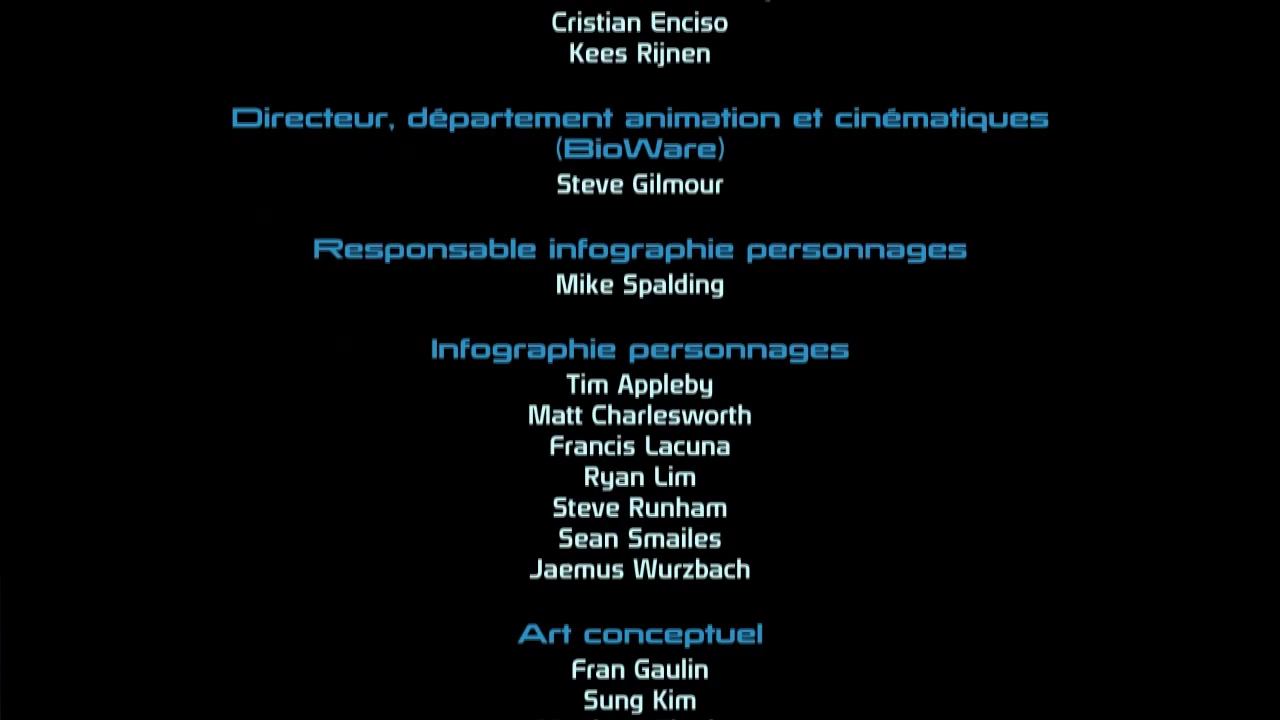 Cristian Enciso
Kees Rijnen
Directeur, département animation et cinématiques
(BioWare)
Steve Gilmour
Responsable infographie personnages
Mike Spalding
Infographie personnages
Tim Appleby
Matt Charlesworth
Francis Lacuna
Ryan Lim
Steve Runham
Sean Smailes
Jaemus Wurzbach
Art conceptuel
Fran Gaulin
Sung Kim